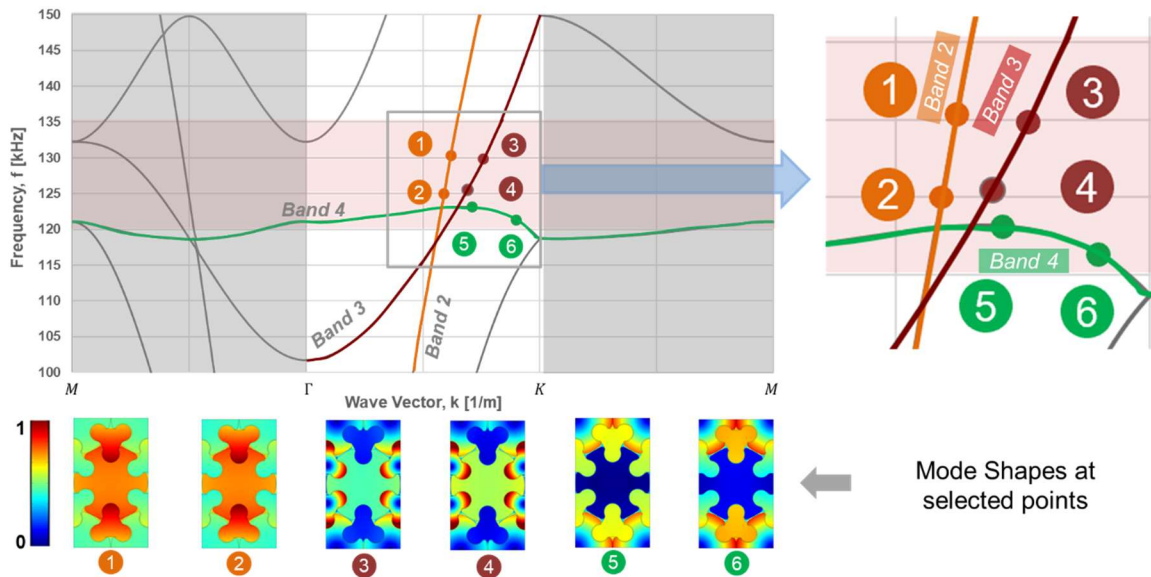 150
145
140
135
130
125
120
115
110
105
100
Frequency, f [kHz]
1
2
3
4
5
6
Band 4
Band 3
Band 2
M
Γ
K
M
Wave Vector, k [1/m]
1
2
3
4
5
6
Band 2
Band 3
Band 4
1
0
1
2
3
4
5
6
Mode Shapes at
selected points